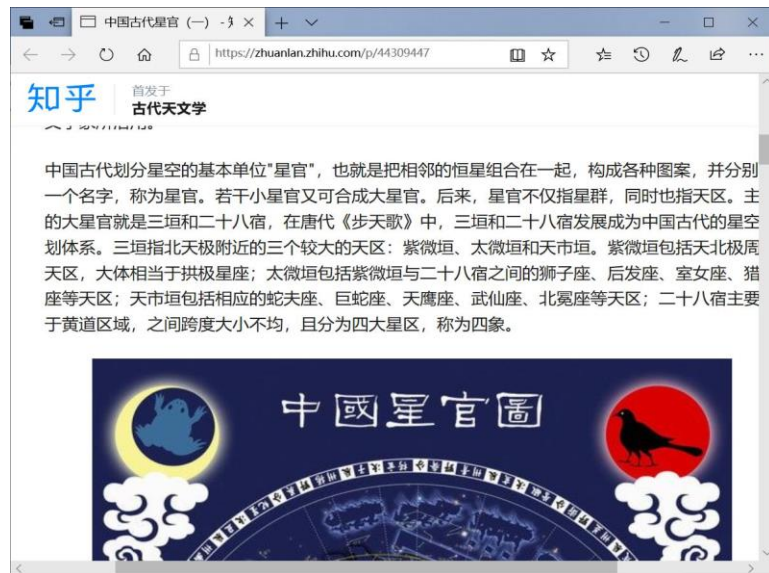 中国古代星官 (一) -
https://zhuanlan.zhihu.com/p/44309447
知乎
首发于
古代天文学
中国古代划分星空的基本单位"星官"，也就是把相邻的恒星组合在一起，构成各种图案，并分别
一个名字，称为星官。若干小星官又可合成大星官。后来，星官不仅指星群，同时也指天区。主
的大星官就是三垣和二十八宿，在唐代《步天歌》中，三垣和二十八宿发展成为中国古代的星空
划体系。三垣指北天极附近的三个较大的天区：紫微垣、太微垣和天市垣。紫微垣包括天北极周
天区，大体相当于拱极星座；太微垣包括紫微垣与二十八宿之间的狮子座、后发座、室女座、猎
座等天区；天市垣包括相应的蛇夫座、巨蛇座、天鹰座、武仙座、北冕座等天区；二十八宿主要
于黄道区域，之间跨度大小不均，且分为四大星区，称为四象。
中國星官圖